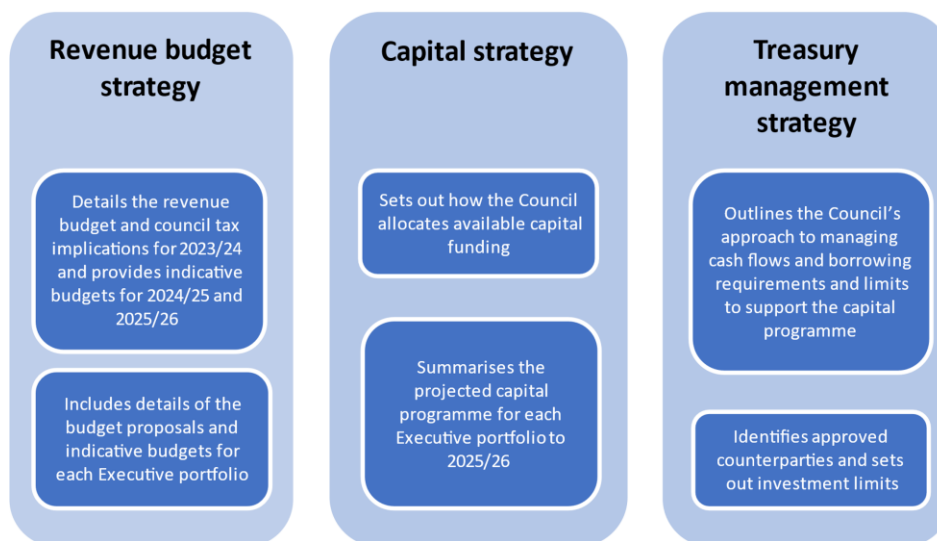 Revenue budget
strategy
Details the revenue
budget and council tax
implications for 2023/24
and provides indicative
budgets for 2024/25 and
2025/26
Includes details of the
budget proposals and
indicative budgets for
each Executive portfolio
Capital strategy
Sets out how the Council
allocates available capital
funding
Summarises the
projected capital
programme for each
Executive portfolio to
2025/26
Treasury
management
strategy
Outlines the Council’s
approach to managing
cash flows and borrowing
requirements and limits
to support the capital
programme
Identifies approved
counterparties and sets
out investment limits